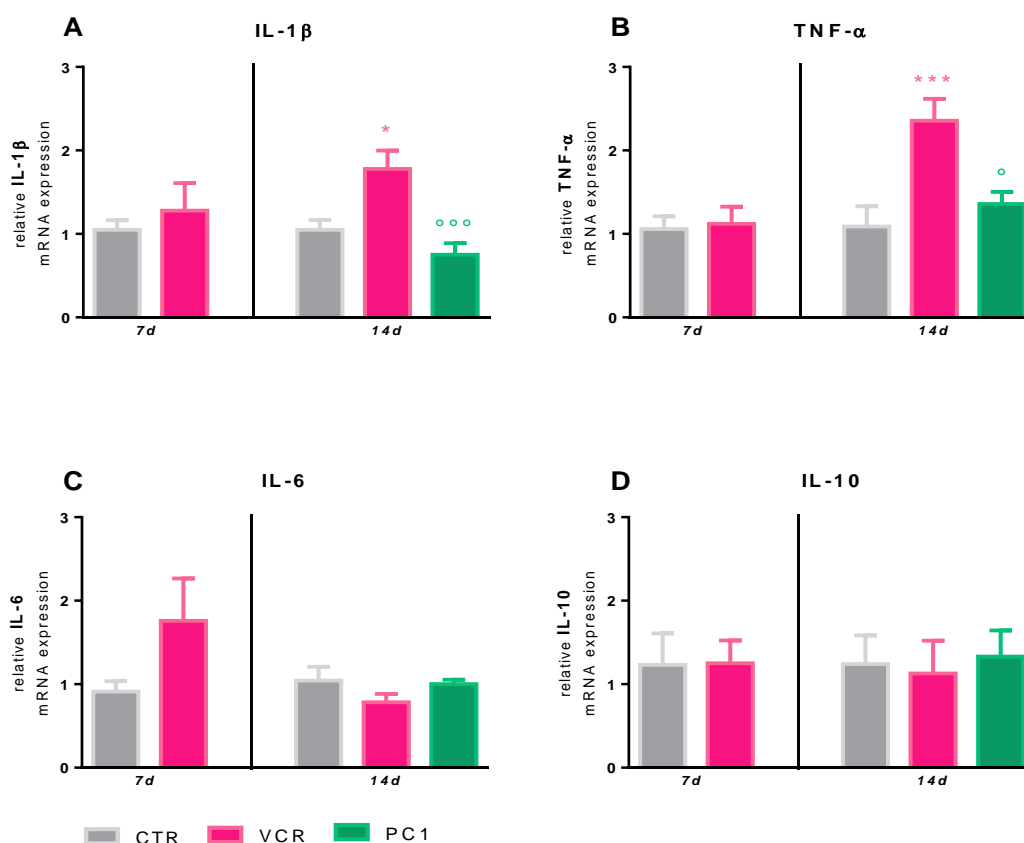 A
IL-1β
relative IL-1β
mRNA expression
3
2
1
0
*
°°°
7d
14d
B
TNF-α
relative TNF-α
mRNA expression
3
2
1
0
***
°
7d
14d
C
IL-6
relative IL-6
mRNA expression
3
2
1
0
7d
14d
D
IL-10
relative IL-10
mRNA expression
3
2
1
0
7d
14d
CTR
VCR
PC1